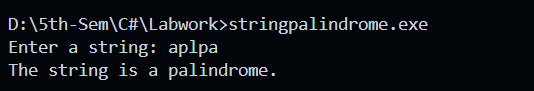 D:\5th-Sem\C#\Labwork>stringpalindrome.exe
Enter a string: aplpa
The string is a palindrome.